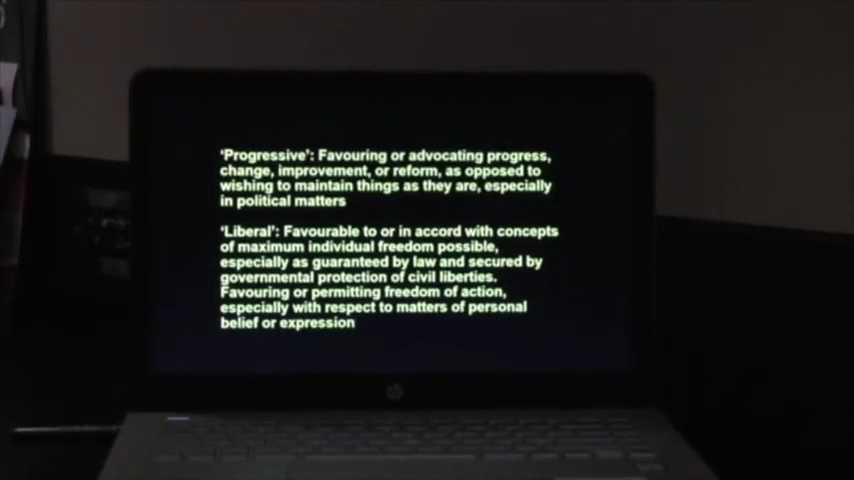 ‘Progressive’: Favouring or advocating progress,
change, improvement, or reform, as opposed to
wishing to maintain things as they are, especially
in political matters
‘Liberal’: Favourable to or in accord with concepts
of maximum individual freedom possible,
especially as guaranteed by law and secured by
governmental protection of civil liberties.
Favouring or permitting freedom of action,
especially with respect to matters of personal
belief or expression
hp